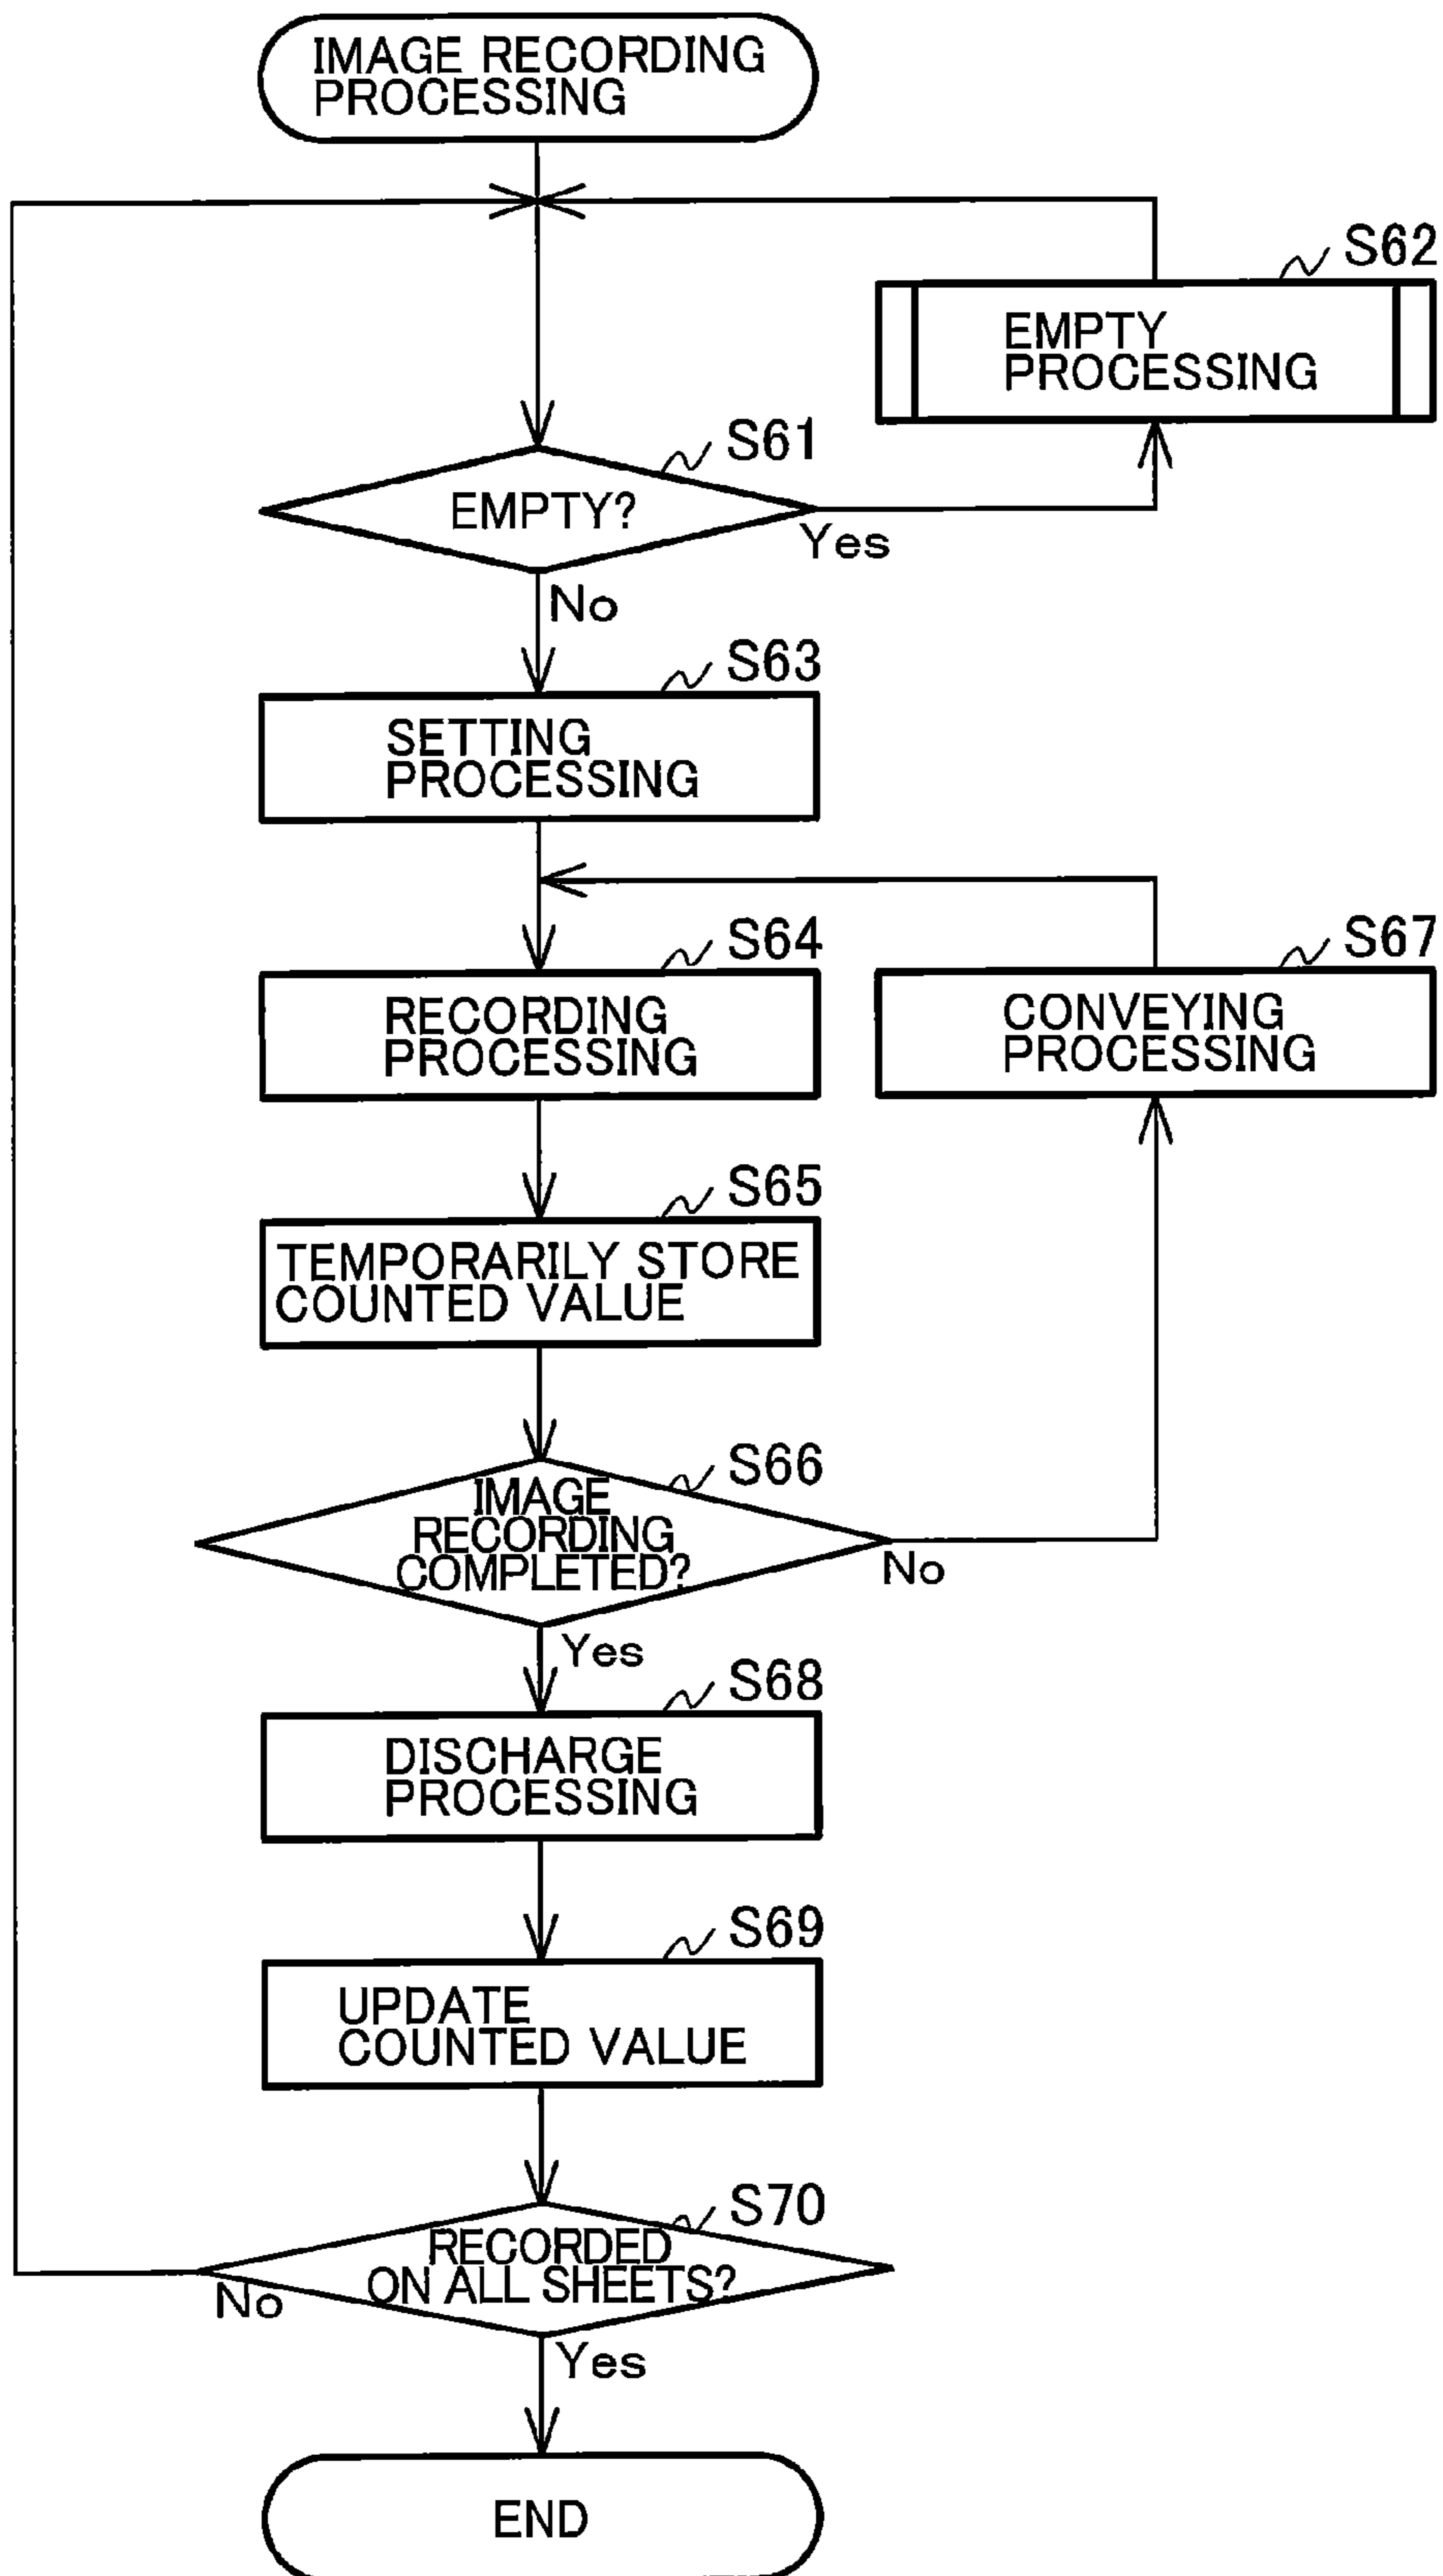 IMAGE RECORDING
PROCESSING
S62
EMPTY
PROCESSING
S61
EMPTY?
Yes
No
S63
SETTING
PROCESSING
S64
RECORDING
PROCESSING
S67
CONVEYING
PROCESSING
S65
TEMPORARILY STORE
COUNTED VALUE
S66
IMAGE
RECORDING
COMPLETED?
No
Yes
S68
DISCHARGE
PROCESSING
S69
UPDATE
COUNTED VALUE
S70
RECORDED
ON ALL SHEETS?
No
Yes
END